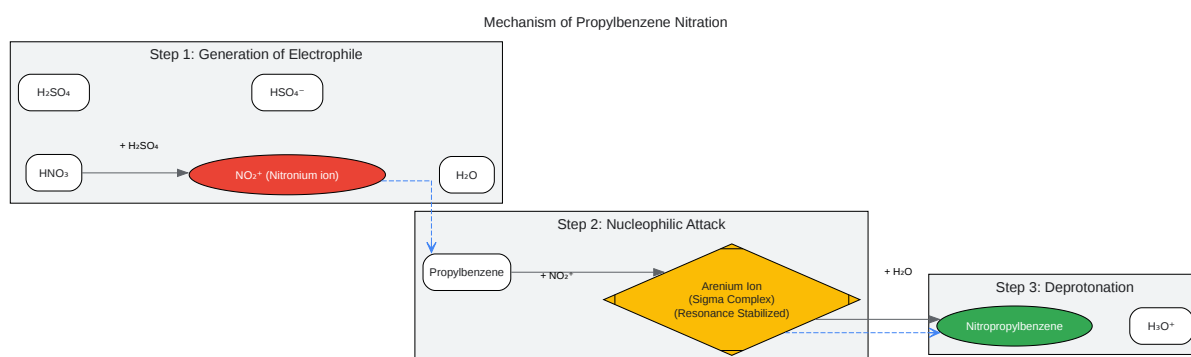 Mechanism of Propylbenzene Nitration
Step 1: Generation of Electrophile
H₂SO₄
HSO₄⁻
+ H₂SO₄
HNO₃
NO₂⁺ (Nitronium ion)
H₂O
Step 2: Nucleophilic Attack
Propylbenzene
+ NO₂⁺
Arenium Ion
(Sigma Complex)
(Resonance Stabilized)
+ H₂O
Step 3: Deprotonation
Nitropropylbenzene
H₃O⁺